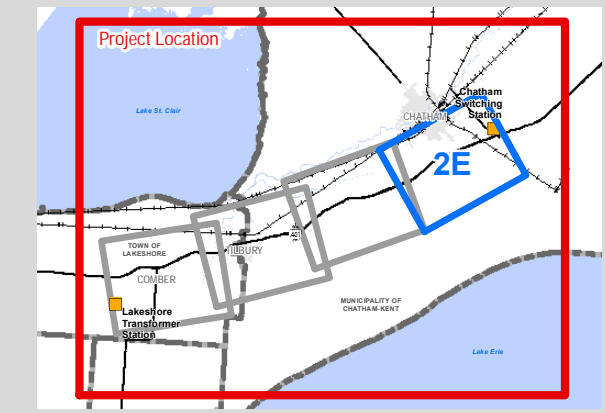 Project Location
Lake St. Clair
Chatham
Switching
Station
CHATHAM
2E
401
TOWN OF
LAKESHORE
TILBURY
COMBER
MUNICIPALITY OF
CHATHAM-KENT
Lakeshore
Transformer
Station
Lake Erie